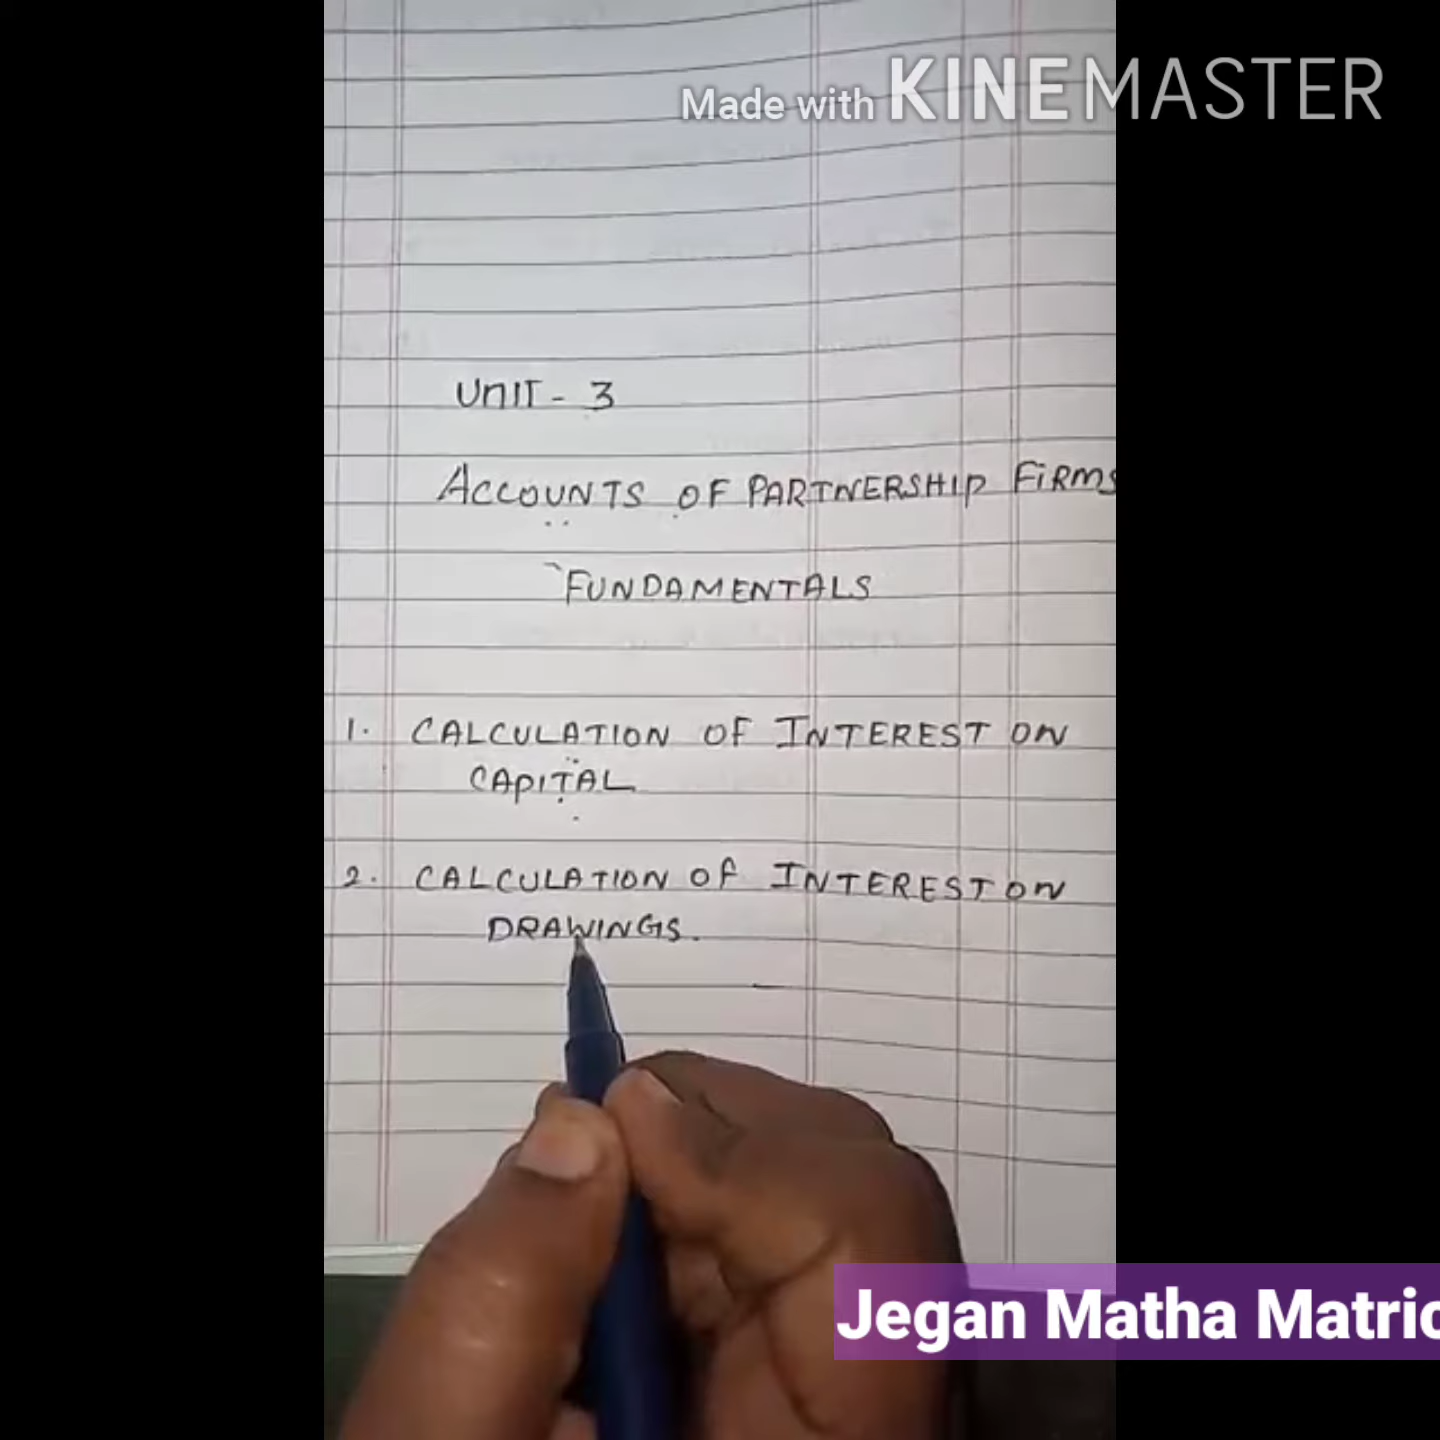 Made with KINEMASTER
UNIT - 3
ACCOUNTS OF PARTNERSHIP FIRMS
FUNDAMENTALS
1. CALCULATION OF INTEREST ON
CAPITAL
2. CALCULATION OF INTEREST ON
DRAWINGS.
Jegan Matha Matric